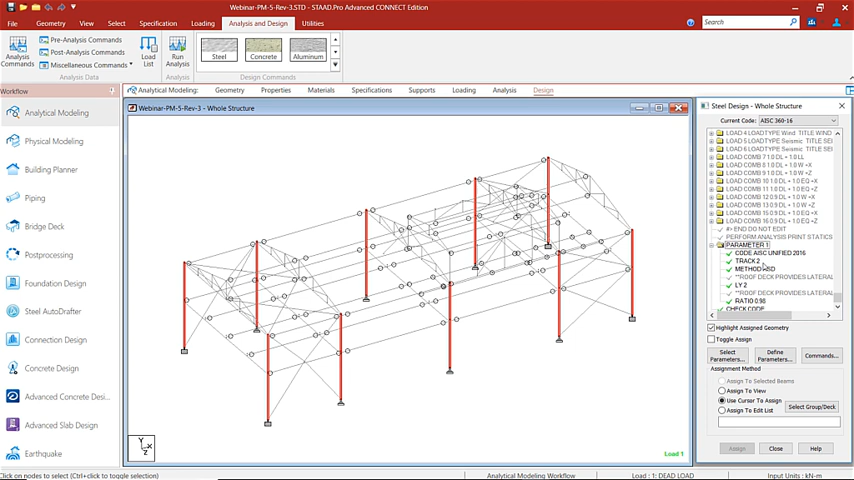 Webinar-PM-5-Rev-3.STD - STAAD.Pro Advanced CONNECT Edition
File
Geometry
View
Select
Specification
Loading
Analysis and Design
Utilities
Search
Analysis Commands
Pre-Analysis Commands
Post-Analysis Commands
Miscellaneous Commands
Analysis Data
Load List
Run Analysis
Analysis
Steel
Concrete
Aluminum
Design Commands
Workflow
Analytical Modeling:
Geometry
Properties
Materials
Specifications
Supports
Loading
Analysis
Design
Analytical Modeling
Physical Modeling
Building Planner
Piping
Bridge Deck
Postprocessing
Foundation Design
Steel AutoDrafter
Connection Design
Concrete Design
Advanced Concrete Desi...
Advanced Slab Design
Earthquake
Webinar-PM-5-Rev-3 - Whole Structure
Y
X
Z
Load 1
Steel Design - Whole Structure
Current Code: AISC 360-16
LOAD 4 LOADTYPE Wind TITLE WIND
LOAD 5 LOADTYPE Seismic TITLE SEI
LOAD 6 LOADTYPE Seismic TITLE SEI
LOAD COMB 7 1.0 DL + 1.0 LL
LOAD COMB 8 1.0 DL + 1.0 W +X
LOAD COMB 9 1.0 DL + 1.0 W +Z
LOAD COMB 10 1.0 DL + 1.0 EQ +X
LOAD COMB 11 1.0 DL + 1.0 EQ +Z
LOAD COMB 12 0.9 DL + 1.0 W +X
LOAD COMB 13 0.9 DL + 1.0 W +Z
LOAD COMB 15 0.9 DL + 1.0 EQ +X
LOAD COMB 16 0.9 DL + 1.0 EQ +Z
#> END DO NOT EDIT
PERFORM ANALYSIS PRINT STATICS
PARAMETER 1
CODE AISC UNIFIED 2016
TRACK 2
**ROOF DECK PROVIDES LATERAL
LY 2
**ROOF DECK PROVIDES LATERAL
RATIO 0.98
CHECK CODE
Highlight Assigned Geometry
Toggle Assign
Select Parameters...
Define Parameters...
Commands...
Assignment Method
Assign To Selected Beams
Assign To View
Use Cursor To Assign
Assign To Edit List
Select Group/Deck
Assign
Close
Help
Click on nodes to select (Ctrl+click to toggle selection)
Analytical Modeling Workflow
Load : 1: DEAD LOAD
Input Units : kN-m